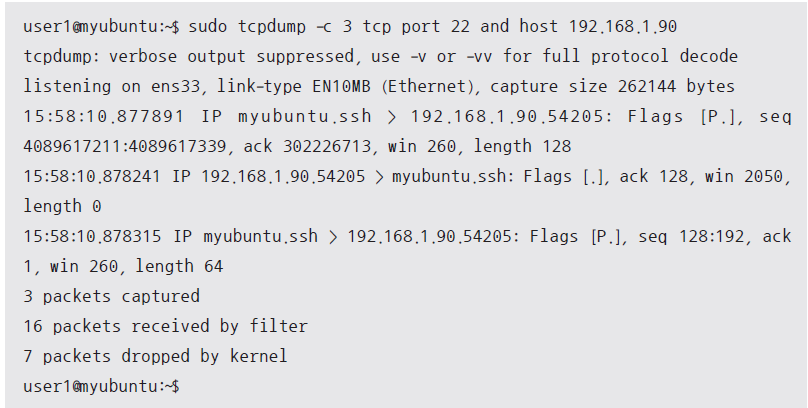 user1@myubuntu:~$ sudo tcpdump -c 3 tcp port 22 and host 192.168.1.90
tcpdump: verbose output suppressed, use -v or -vv for full protocol decode
listening on ens33, link-type EN10MB (Ethernet), capture size 262144 bytes
15:58:10.877891 IP myubuntu.ssh > 192.168.1.90.54205: Flags [P.], seq
4089617211:4089617339, ack 302226713, win 260, length 128
15:58:10.878241 IP 192.168.1.90.54205 > myubuntu.ssh: Flags [.], ack 128, win 2050,
length 0
15:58:10.878315 IP myubuntu.ssh > 192.168.1.90.54205: Flags [P.], seq 128:192, ack
1, win 260, length 64
3 packets captured
16 packets received by filter
7 packets dropped by kernel
user1@myubuntu:~$